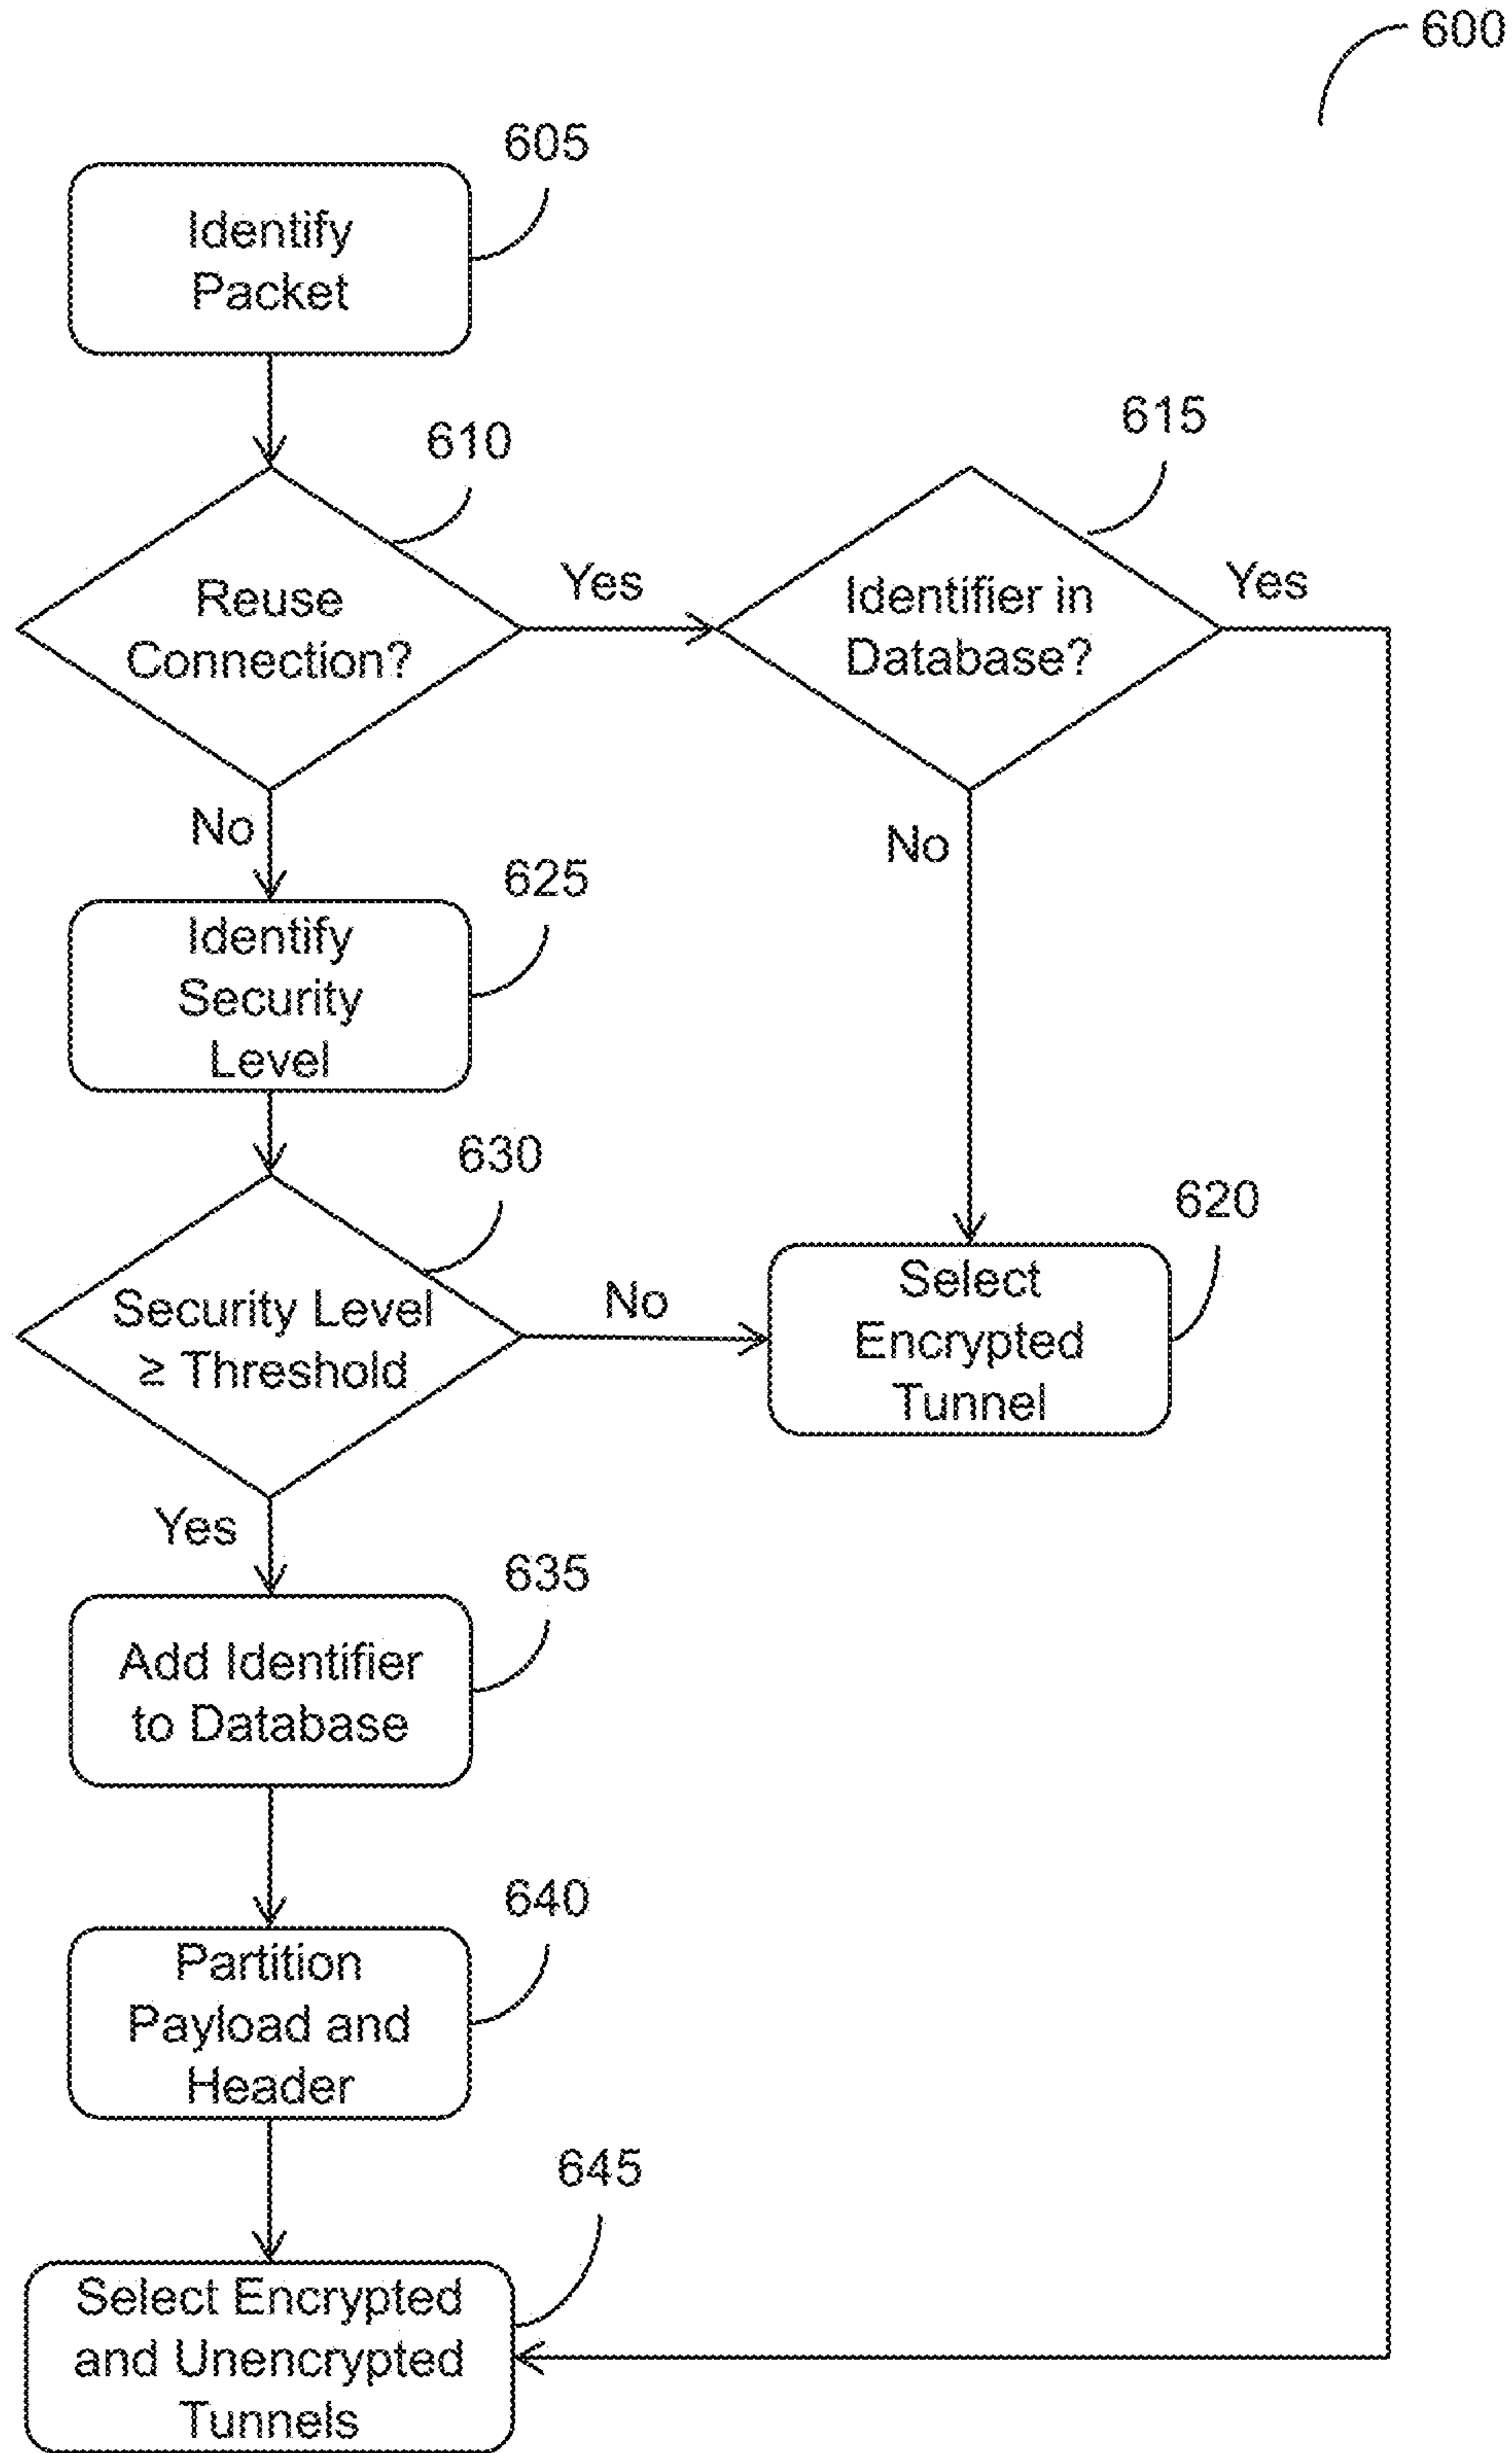 600
605
Identify
Packet
610
615
Reuse
Connection?
Yes
Identifier in
Database?
Yes
No
No
625
Identify
Security
Level
630
620
Security Level
≥ Threshold
No
Select
Encrypted
Tunnel
Yes
635
Add Identifier
to Database
640
Partition
Payload and
Header
645
Select Encrypted
and Unencrypted
Tunnels